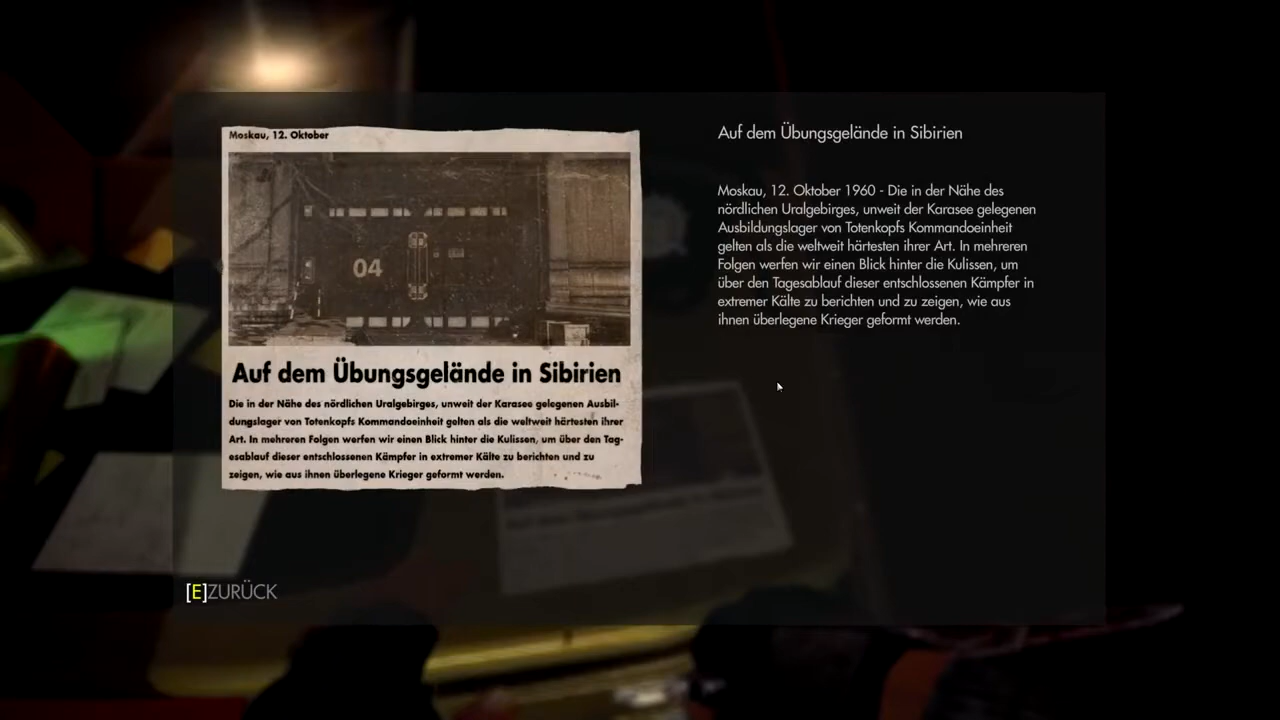 Moskau, 12. Oktober
04
Auf dem Übungsgelände in Sibirien
Die in der Nähe des nördlichen Uralgebirges, unweit der Karasee gelegenen Ausbil-
dungslager von Totenkopfs Kommandoeinheit gelten als die weltweit härtesten ihrer
Art. In mehreren Folgen werfen wir einen Blick hinter die Kulissen, um über den Tag-
esablauf dieser entschlossenen Kämpfer in extremer Kälte zu berichten und zu
zeigen, wie aus ihnen überlegene Krieger geformt werden.
Auf dem Übungsgelände in Sibirien
Moskau, 12. Oktober 1960 - Die in der Nähe des
nördlichen Uralgebirges, unweit der Karasee gelegenen
Ausbildungslager von Totenkopfs Kommandoeinheit
gelten als die weltweit härtesten ihrer Art. In mehreren
Folgen werfen wir einen Blick hinter die Kulissen, um
über den Tagesablauf dieser entschlossenen Kämpfer in
extremer Kälte zu berichten und zu zeigen, wie aus
ihnen überlegene Krieger geformt werden.
[E]ZURÜCK